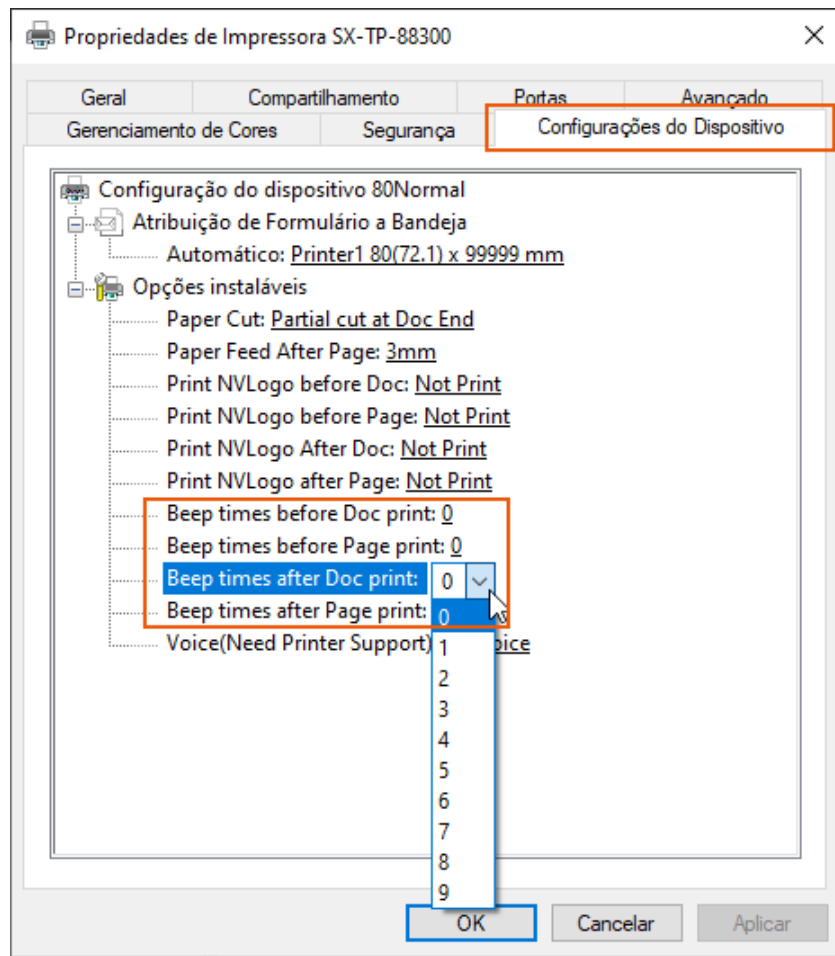 Propriedades de Impressora SX-TP-88300
Geral Compartilhamento Portas Avançado
Gerenciamento de Cores Segurança Configurações do Dispositivo
Configuração do dispositivo 80Normal
Atribuição de Formulário a Bandeja
Automático: Printer1 80(72.1) x 99999 mm
Opções instaláveis
Paper Cut: Partial cut at Doc End
Paper Feed After Page: 3mm
Print NVLogo before Doc: Not Print
Print NVLogo before Page: Not Print
Print NVLogo After Doc: Not Print
Print NVLogo after Page: Not Print
Beep times before Doc print: 0
Beep times before Page print: 0
Beep times after Doc print: 0
Beep times after Page print: 0
Voice(Need Printer Support) 1
2
3
4
5
6
7
8
9
OK Cancelar Aplicar